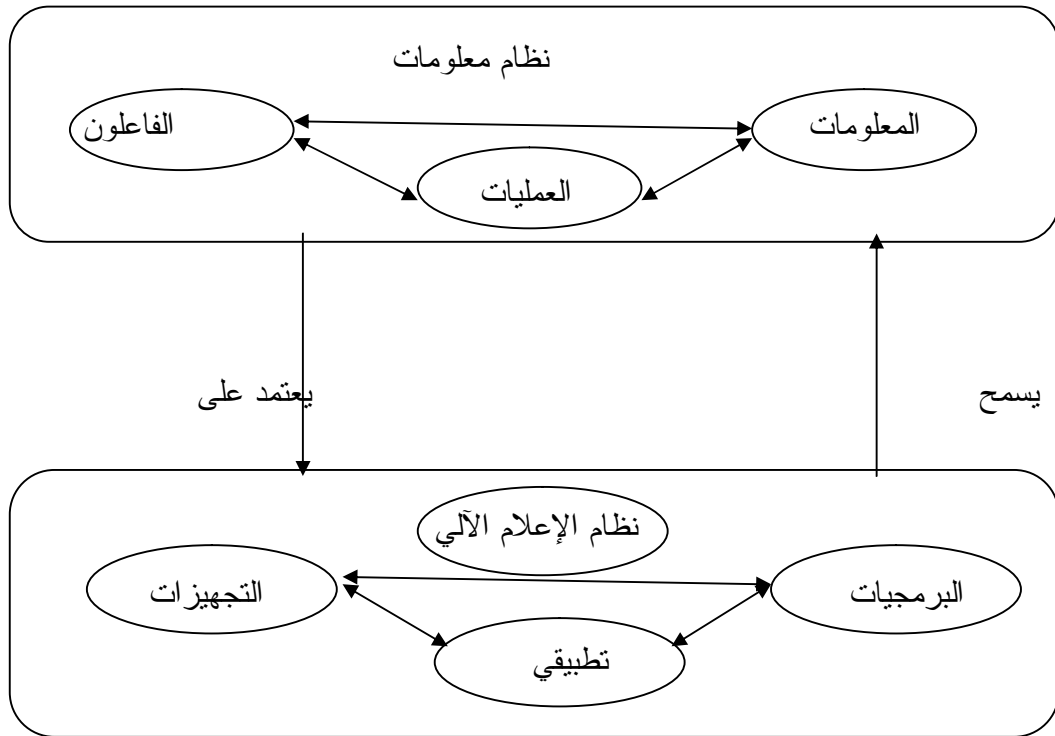 نظام معلومات
المعلومات
الفاعلون
العمليات
يسمح
يعتمد على
نظام الإعلام الآلي
البرمجيات
التجهيزات
تطبيقي